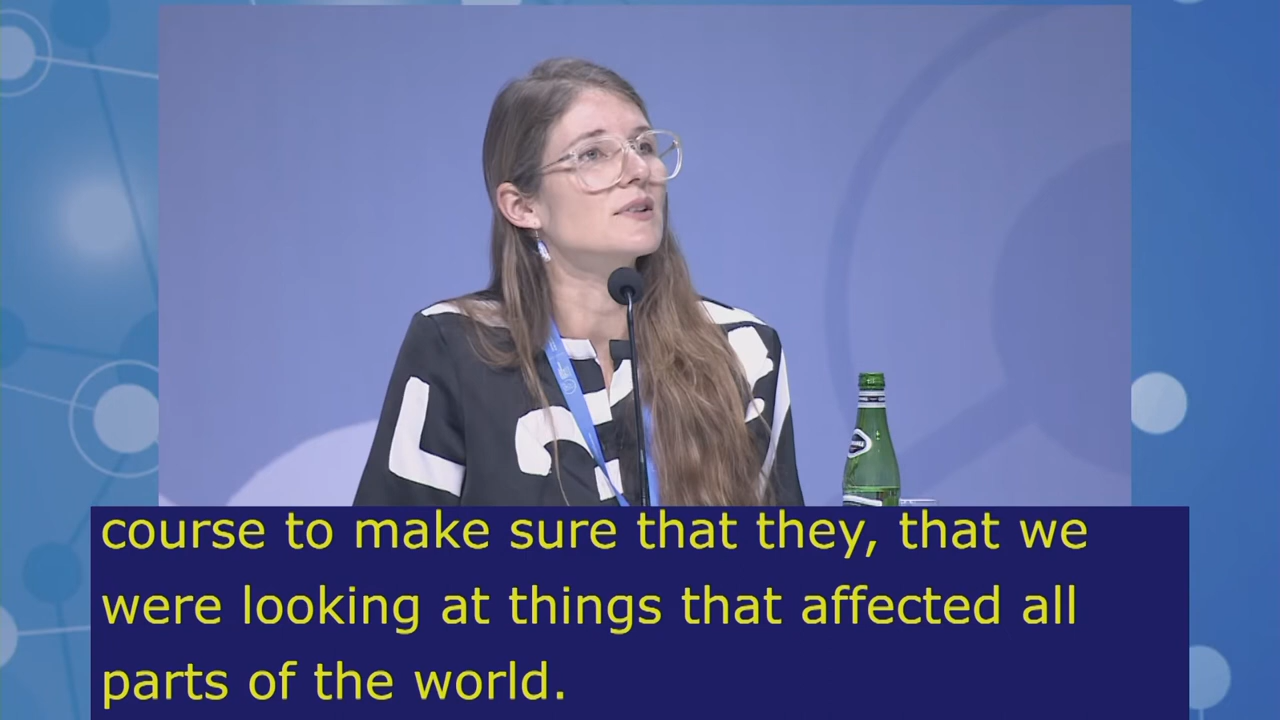 course to make sure that they, that we
were looking at things that affected all
parts of the world.